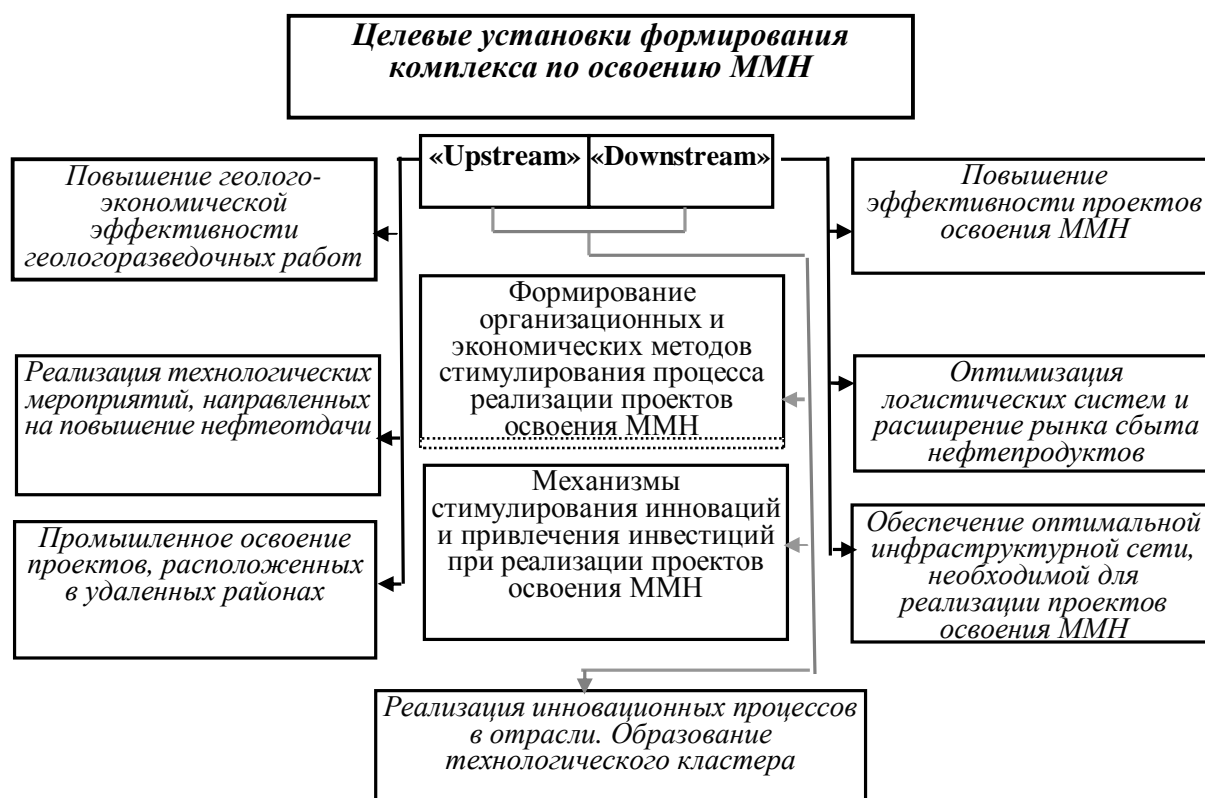 Целевые установки формирования
комплекса по освоению ММН
«Upstream»
«Downstream»
Повышение геолого-
экономической
эффективности
геологоразведочных работ
Повышение
эффективности проектов
освоения ММН
Формирование
организационных и
экономических методов
стимулирования процесса
реализации проектов
освоения ММН
Реализация технологических
мероприятий, направленных
на повышение нефтеотдачи
Оптимизация
логистических систем и
расширение рынка сбыта
нефтепродуктов
Механизмы
стимулирования инноваций
и привлечения инвестиций
при реализации проектов
освоения ММН
Промышленное освоение
проектов, расположенных
в удаленных районах
Обеспечение оптимальной
инфраструктурной сети,
необходимой для
реализации проектов
освоения ММН
Реализация инновационных процессов
в отрасли. Образование
технологического кластера